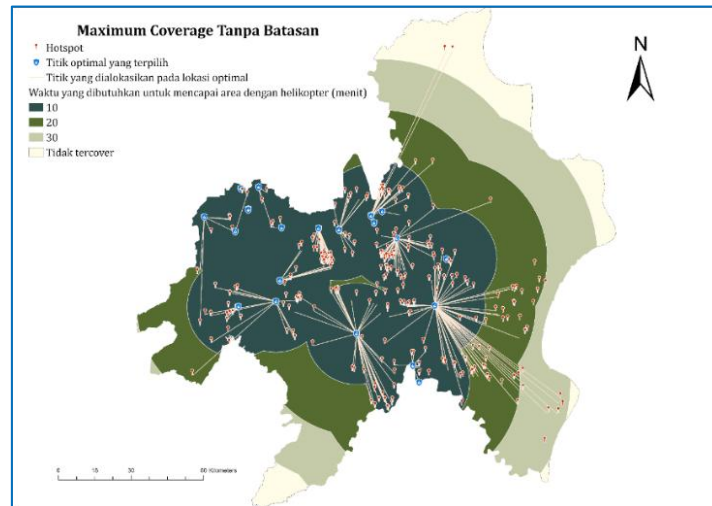 Maximum Coverage Tanpa Batasan
Hotspot
Titik optimal yang terpilih
Titik yang dialokasikan pada lokasi optimal
Waktu yang dibutuhkan untuk mencapai area dengan helikopter (menit)
10
20
30
Tidak tercover
N
0 15 30 60 Kilometers